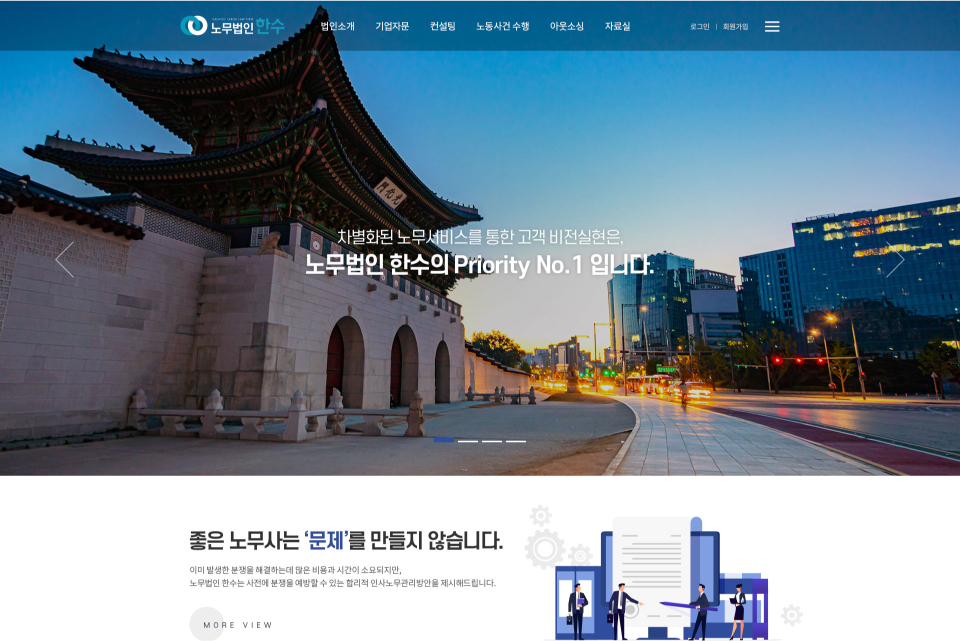 노무법인 한수
법인소개 기업자문 컨설팅 노동사건 수행 아웃소싱 자료실
로그인 | 회원가입
차별화된 노무서비스를 통한 고객 비전실현은,
노무법인 한수의 Priority No.1 입니다.
좋은 노무사는 ‘문제’를 만들지 않습니다.
이미 발생한 분쟁을 해결하는데 많은 비용과 시간이 소요되지만,
노무법인 한수는 사전에 분쟁을 예방할 수 있는 합리적 인사노무관리방안을 제시해드립니다.
MORE VIEW